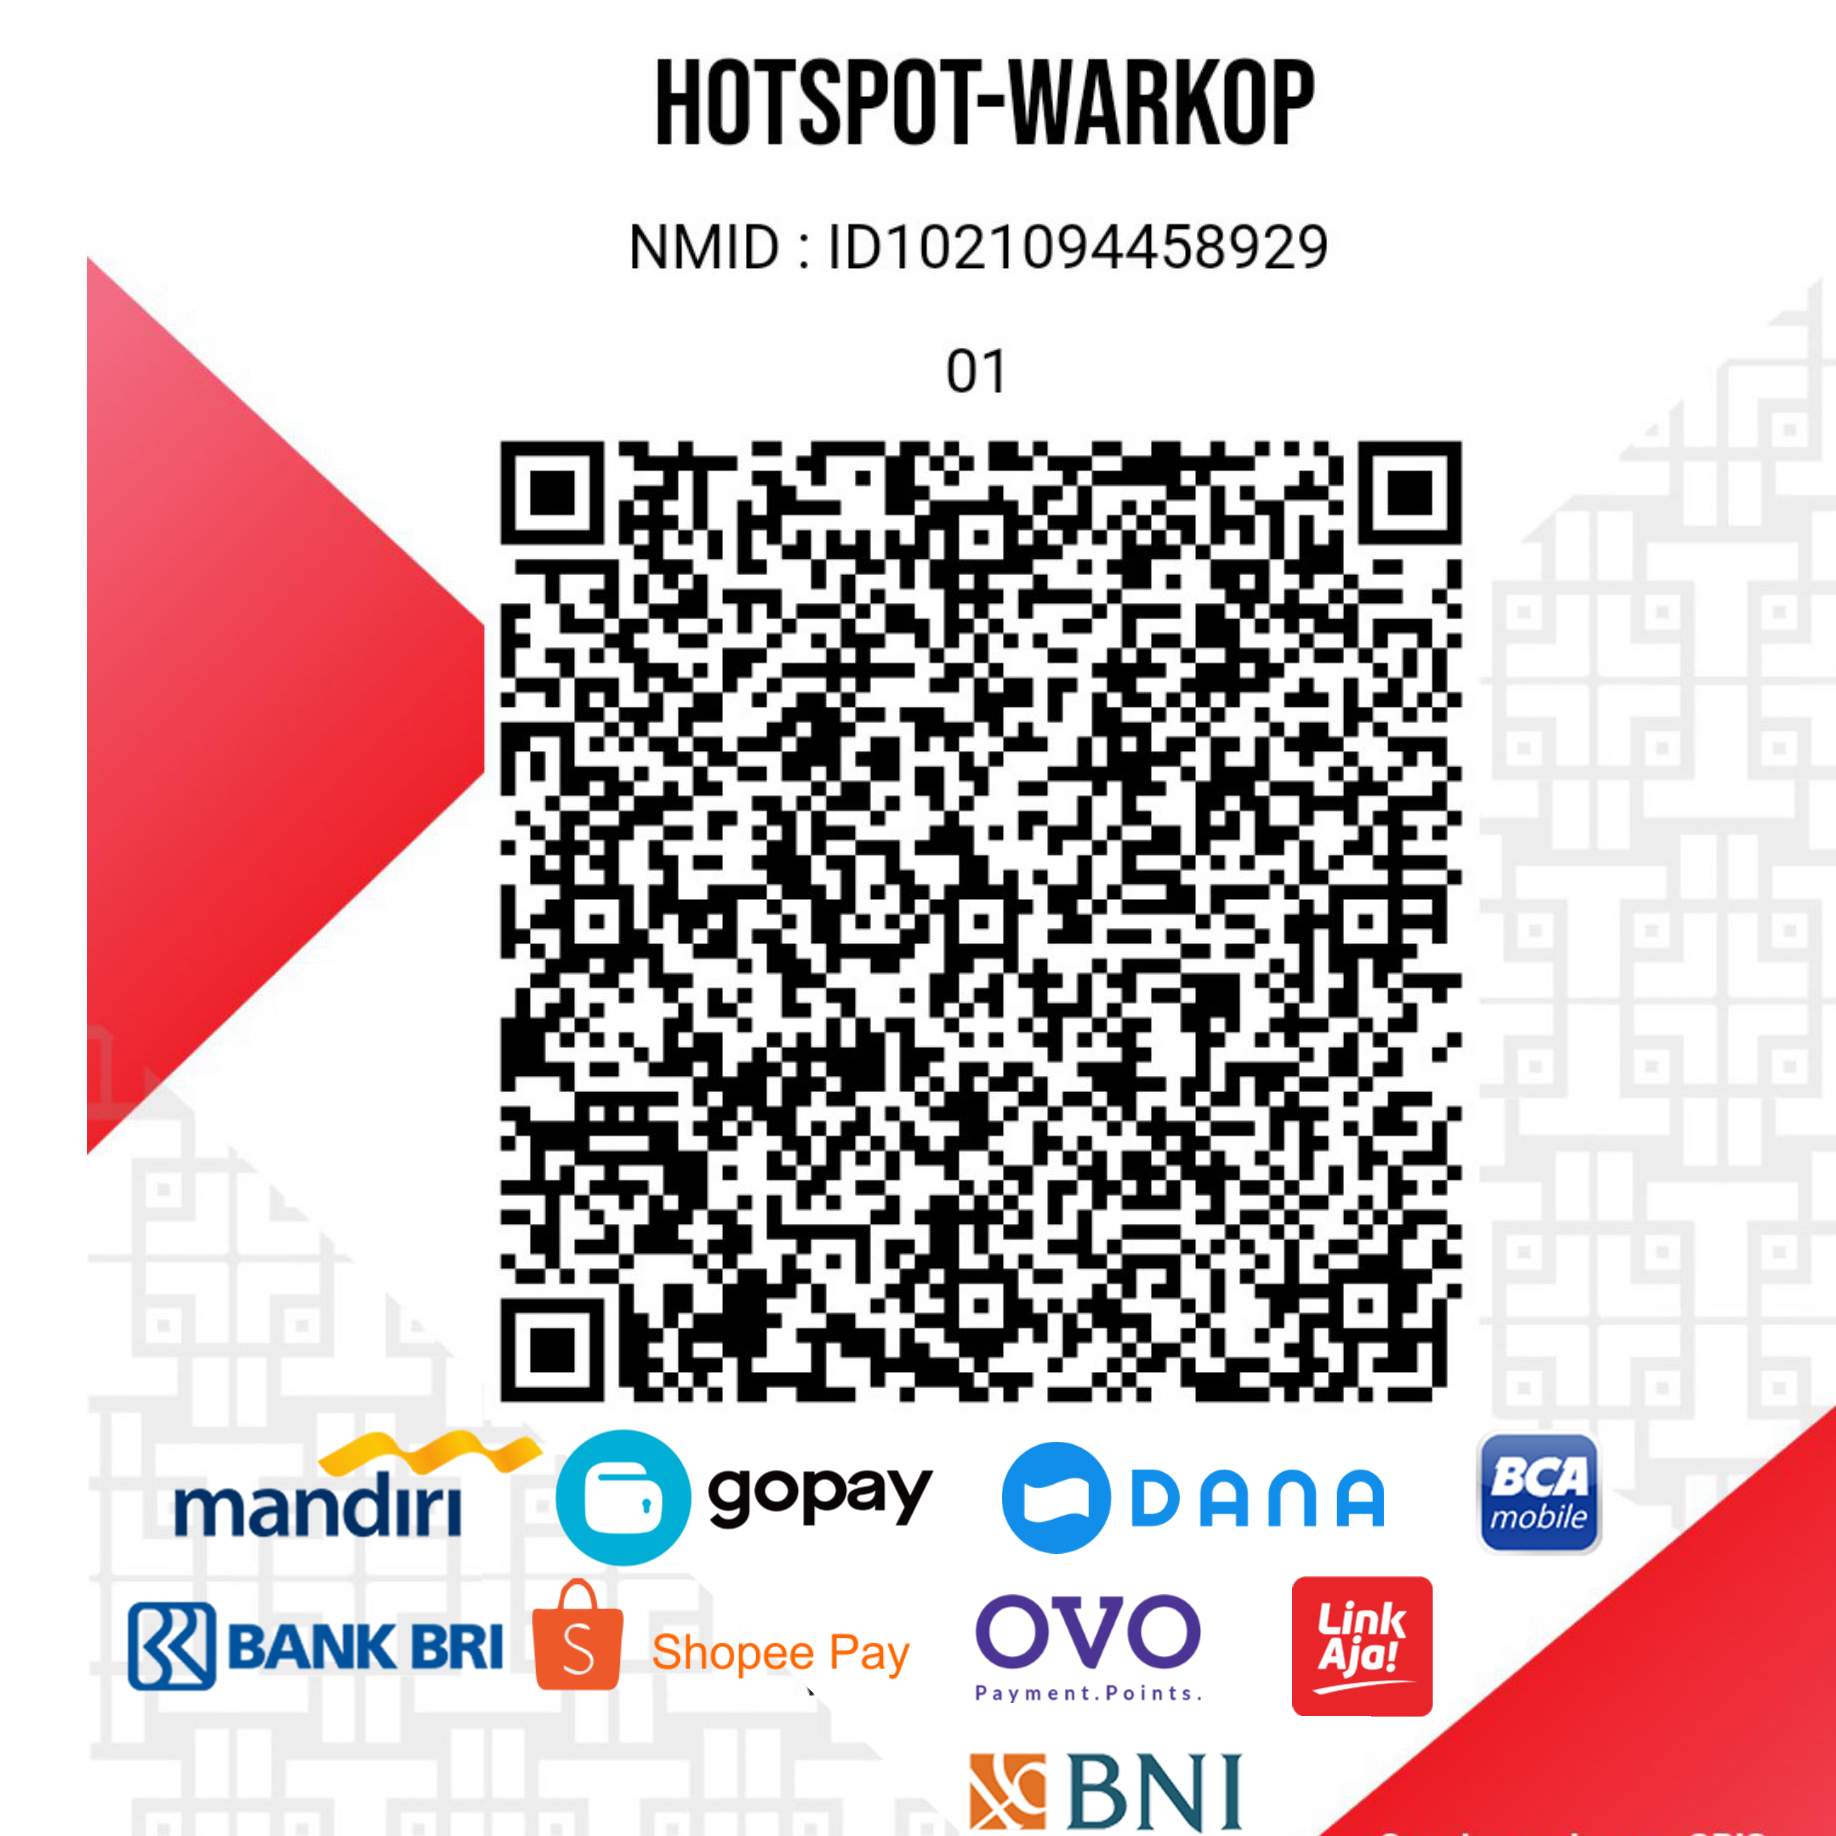 HOTSPOT-WARKOP
NMID : ID1021094458929
01
mandiri gopay DANA BCA mobile
BANK BRI S Shopee Pay OVO Payment.Points. Link Aja!
BNI